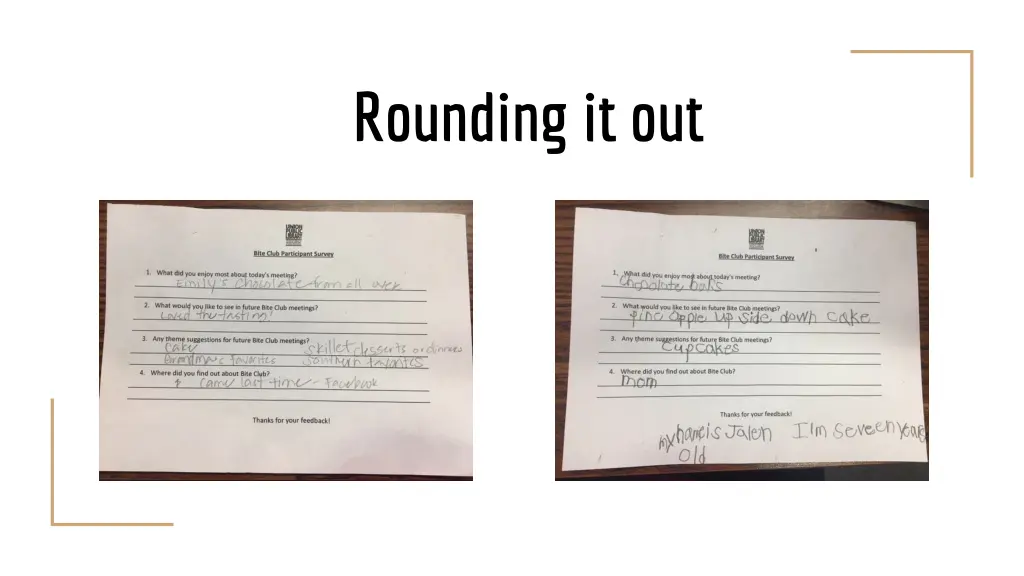 Rounding it out
UNION
PUBLIC
LIBRARY
Bite Club Participant Survey
1. What did you enjoy most about today's meeting?
Emily's chocolate from all over
2. What would you like to see in future Bite Club meetings?
Loved the tasting!
3. Any theme suggestions for future Bite Club meetings?
Cake skillet desserts or dinners
Grandma's favorites Southern favorites
4. Where did you find out about Bite Club?
I came last time - Facebook
Thanks for your feedback!
UNION
PUBLIC
LIBRARY
Bite Club Participant Survey
1. What did you enjoy most about today's meeting?
Chocolate bars
2. What would you like to see in future Bite Club meetings?
pine apple up side down cake
3. Any theme suggestions for future Bite Club meetings?
Cupcakes
4. Where did you find out about Bite Club?
mom
Thanks for your feedback!
my name is Jalen I'm seveen years
old